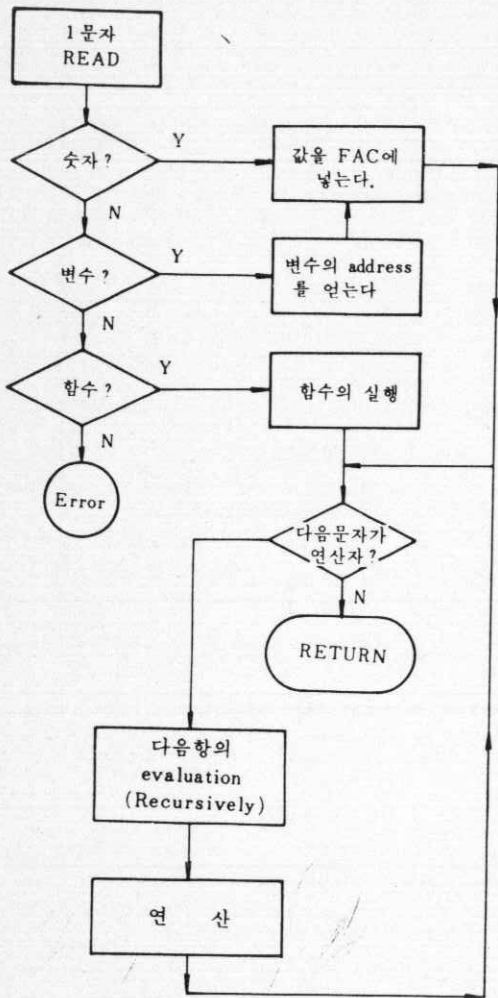 1문자
READ
숫자?
Y
값을 FAC에
넣는다.
N
변수?
Y
변수의 address
를 얻는다
N
함수?
Y
함수의 실행
N
Error
다음문자가
연산자?
N
RETURN
다음항의
evaluation
(Recursively)
연 산